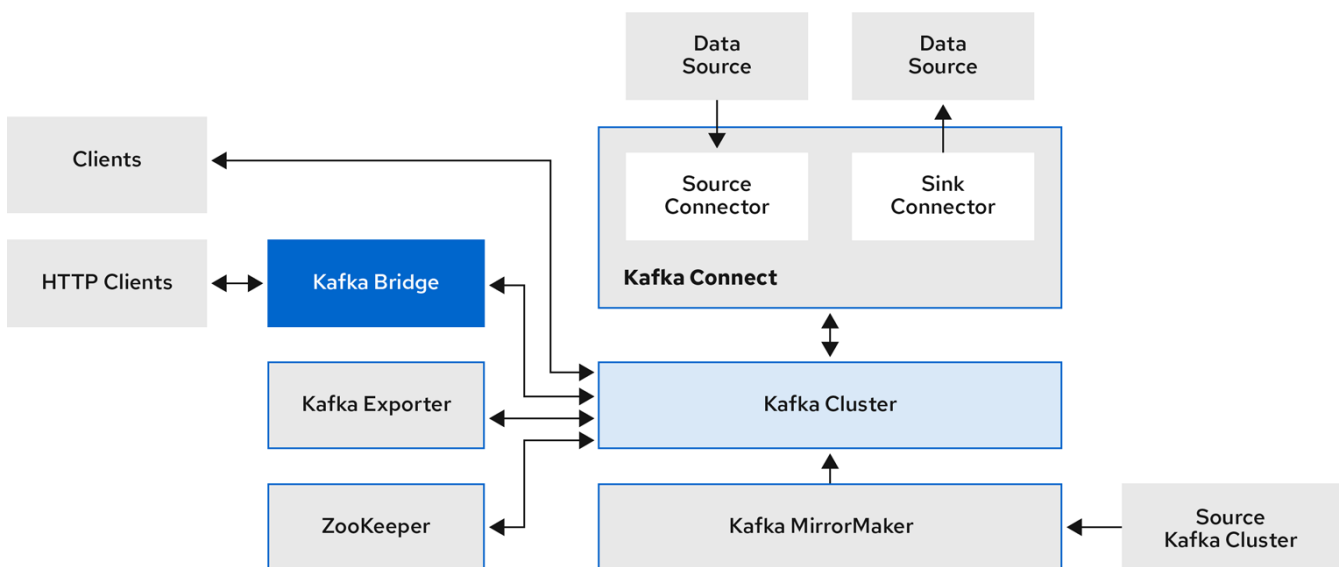 Data
Source
Data
Source
Clients
Source
Connector
Sink
Connector
HTTP Clients
Kafka Bridge
Kafka Connect
Kafka Exporter
Kafka Cluster
ZooKeeper
Kafka MirrorMaker
Source
Kafka Cluster